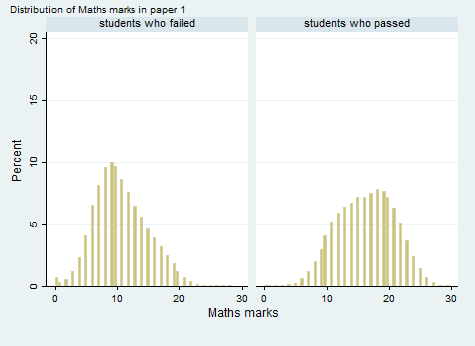 Distribution of Maths marks in paper 1
students who failed
students who passed
20
15
10
5
0
Percent
0 10 20 30
0 10 20 30
Maths marks